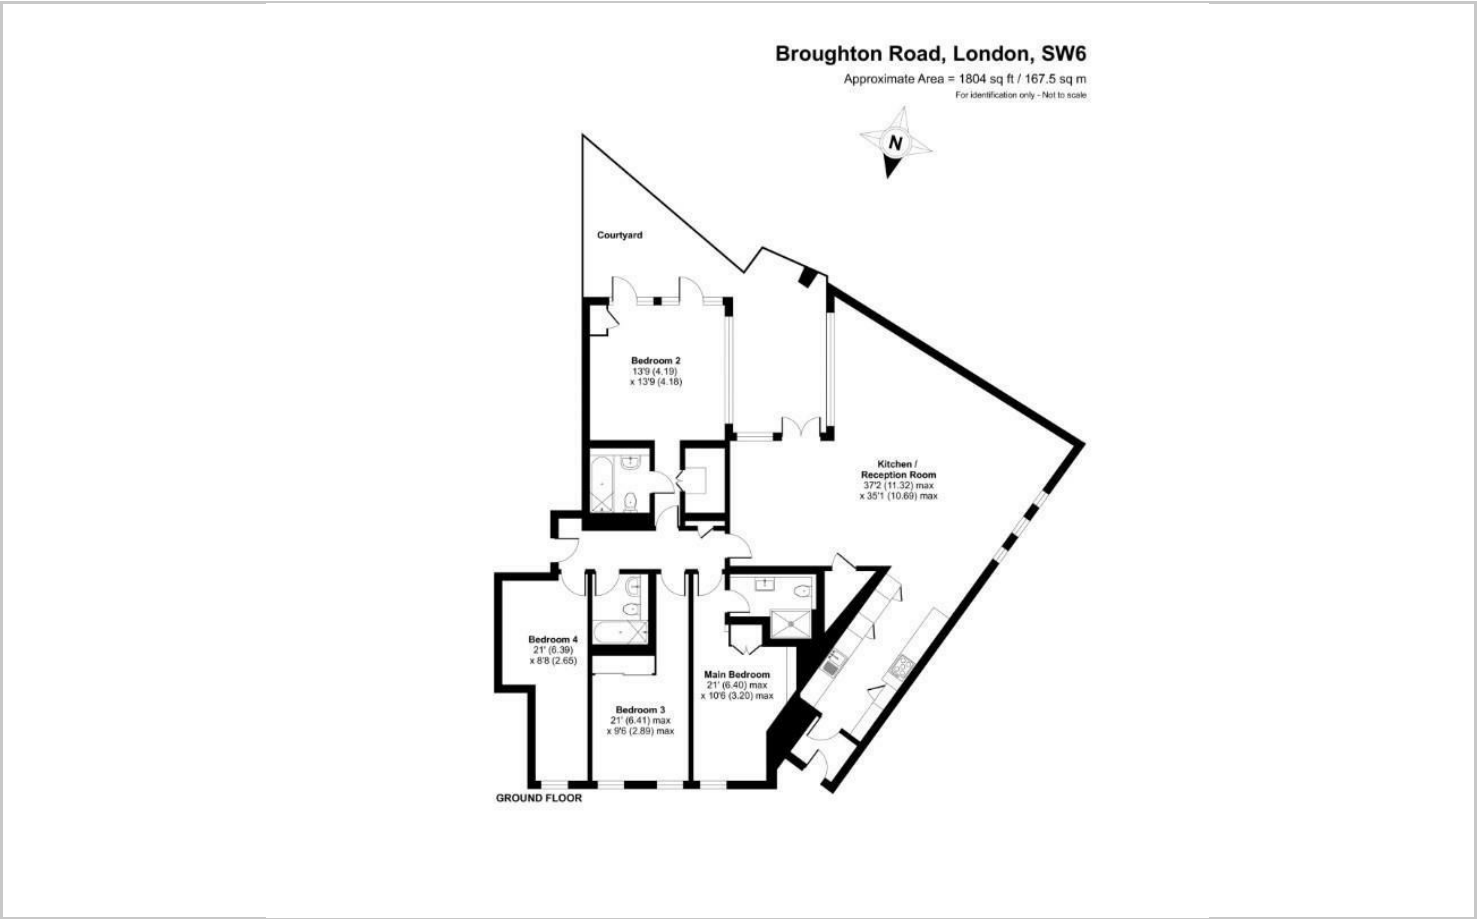 Broughton Road, London, SW6
Approximate Area = 1804 sq ft / 167.5 sq m
For identification only - Not to scale
N
Courtyard
Bedroom 2
13'9 (4.19)
x 13'9 (4.18)
Kitchen /
Reception Room
37'2 (11.32) max
x 35'1 (10.69) max
Bedroom 4
21' (6.39)
x 8'8 (2.65)
Main Bedroom
21' (6.40) max
x 10'6 (3.20) max
Bedroom 3
21' (6.41) max
x 9'6 (2.89) max
GROUND FLOOR